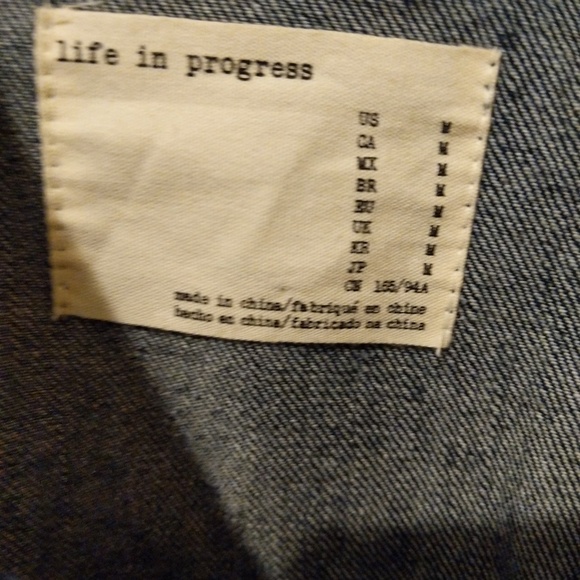 life in progress
US M
CA M
MX M
BR M
EU M
UK M
KR M
JP M
CN 165/94A
made in china/fabriqué en chine
hecho en china/fabricado na china